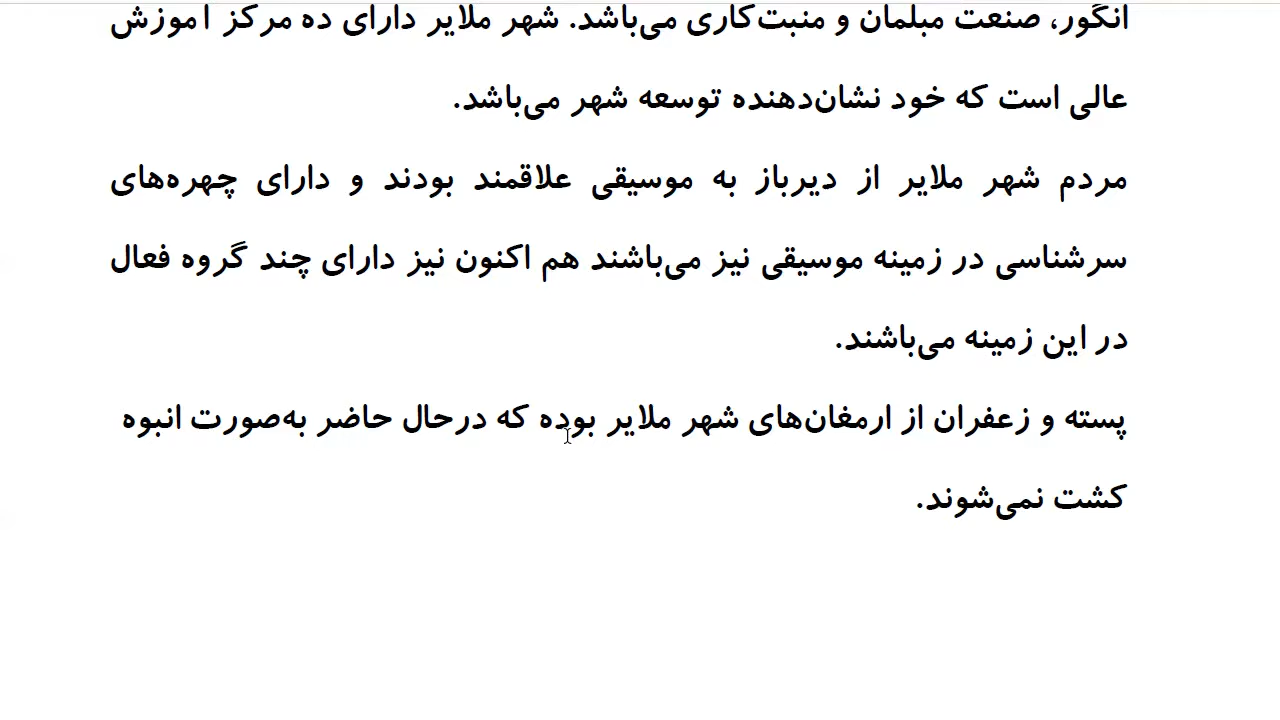 انگور، صنعت مبلمان و منبت‌کاری می‌باشد. شهر ملایر دارای ده مرکز آموزش
عالی است که خود نشان‌دهنده توسعه شهر می‌باشد.
مردم شهر ملایر از دیرباز به موسیقی علاقمند بودند و دارای چهره‌های
سرشناسی در زمینه موسیقی نیز می‌باشند هم اکنون نیز دارای چند گروه فعال
در این زمینه می‌باشند.
پسته و زعفران از ارمغان‌های شهر ملایر بوده که درحال حاضر به‌صورت انبوه
کشت نمی‌شوند.